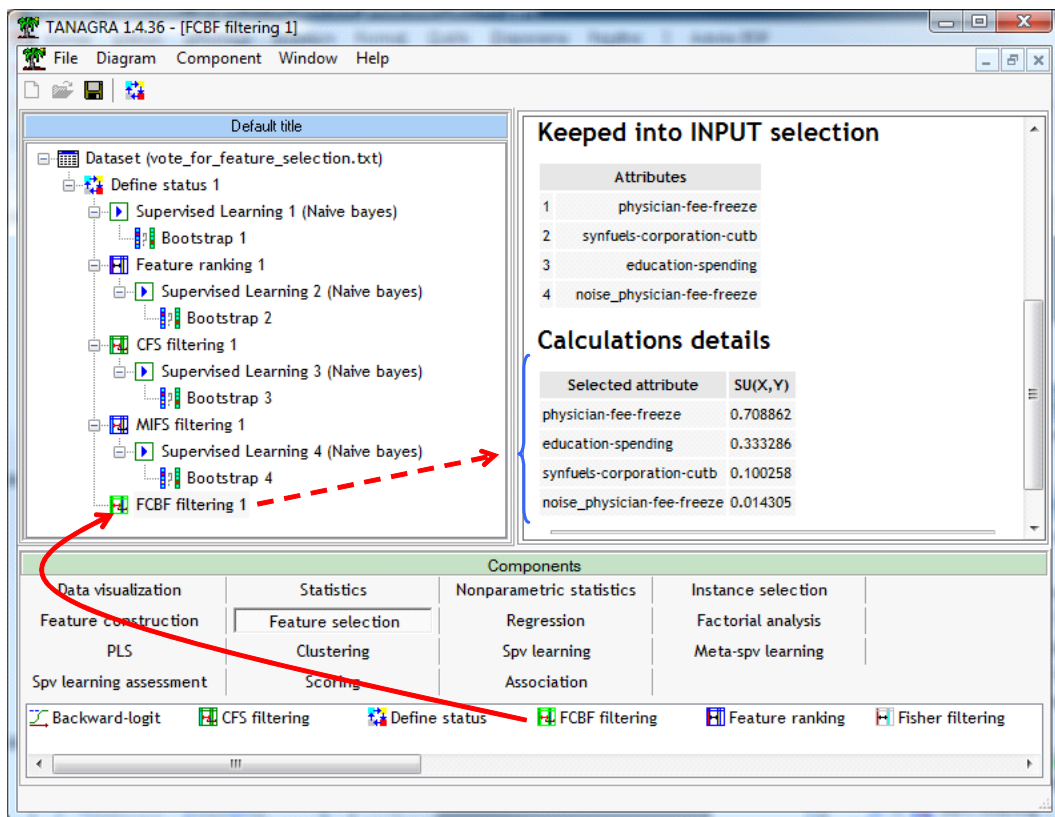 TANAGRA 1.4.36 - [FCBF filtering 1]
File Diagram Component Window Help
Default title
Dataset (vote_for_feature_selection.txt)
Define status 1
Supervised Learning 1 (Naive bayes)
Bootstrap 1
Feature ranking 1
Supervised Learning 2 (Naive bayes)
Bootstrap 2
CFS filtering 1
Supervised Learning 3 (Naive bayes)
Bootstrap 3
MIFS filtering 1
Supervised Learning 4 (Naive bayes)
Bootstrap 4
FCBF filtering 1
Keeped into INPUT selection
Attributes
1 physician-fee-freeze
2 synfuels-corporation-cutb
3 education-spending
4 noise_physician-fee-freeze
Calculations details
Selected attribute SU(X,Y)
physician-fee-freeze 0.708862
education-spending 0.333286
synfuels-corporation-cutb 0.100258
noise_physician-fee-freeze 0.014305
Components
Data visualization Statistics Nonparametric statistics Instance selection
Feature construction Feature selection Regression Factorial analysis
PLS Clustering Spv learning Meta-spv learning
Spv learning assessment Scoring Association
Backward-logit CFS filtering Define status FCBF filtering Feature ranking Fisher filtering